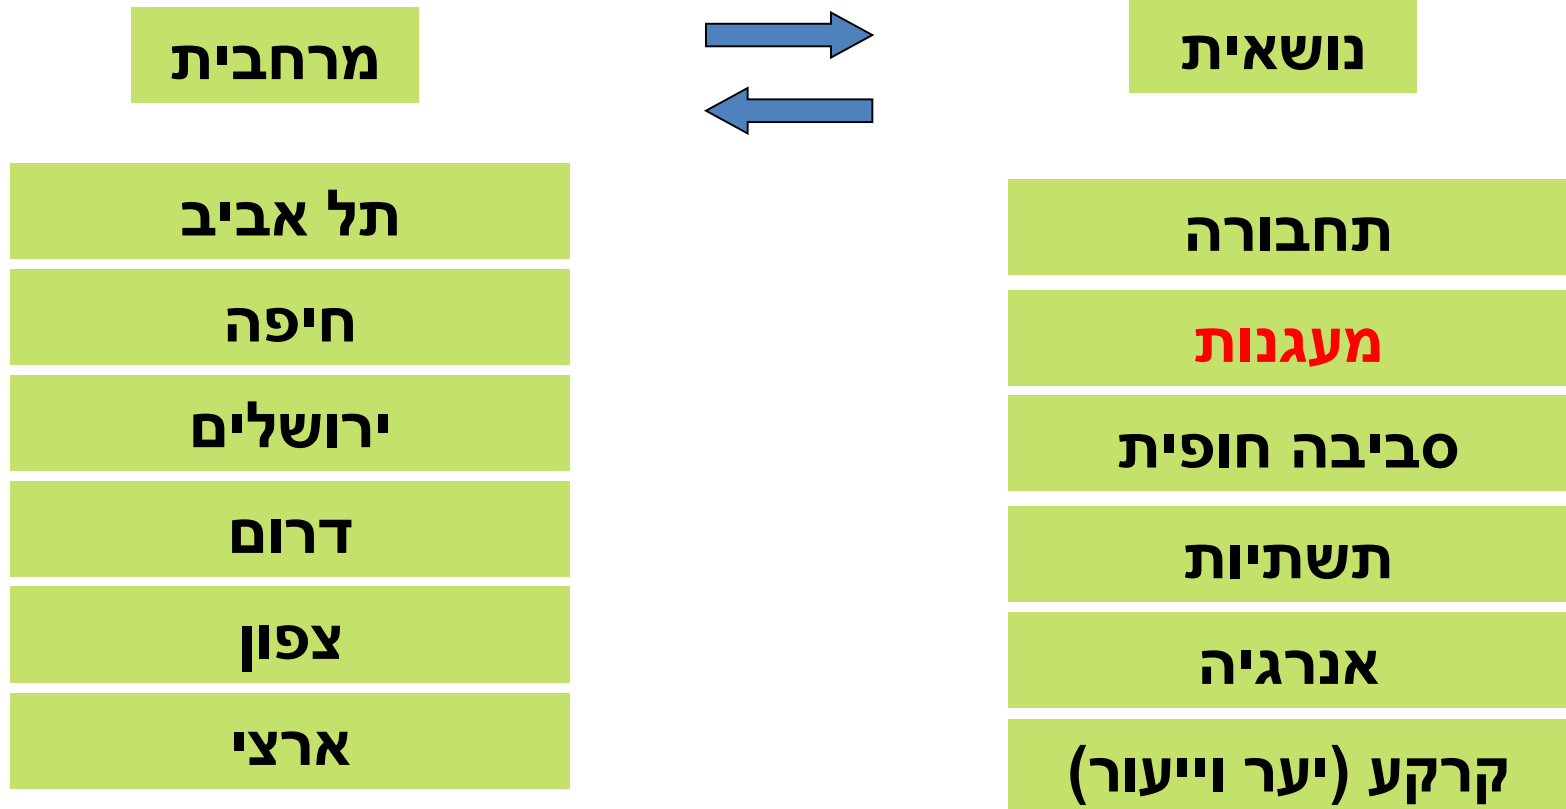 נושאית
תחבורה
מעגנות
סביבה חופית
תשתיות
אנרגיה
קרקע (יער וייעור)
מרחבית
תל אביב
חיפה
ירושלים
דרום
צפון
ארצי